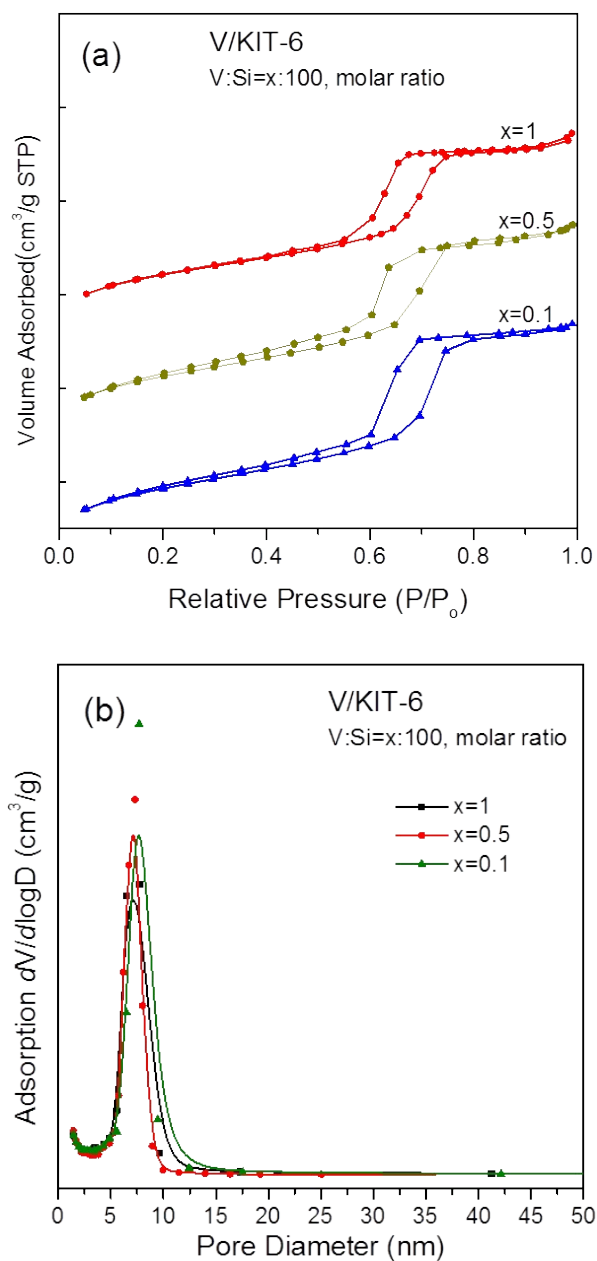 (a)
V/KIT-6
V:Si=x:100, molar ratio
x=1
x=0.5
x=0.1
Volume Adsorbed(cm³/g STP)
0.0 0.2 0.4 0.6 0.8 1.0
Relative Pressure (P/Pₒ)
(b)
V/KIT-6
V:Si=x:100, molar ratio
x=1
x=0.5
x=0.1
Adsorption dV/dlogD (cm³/g)
0 5 10 15 20 25 30 35 40 45 50
Pore Diameter (nm)